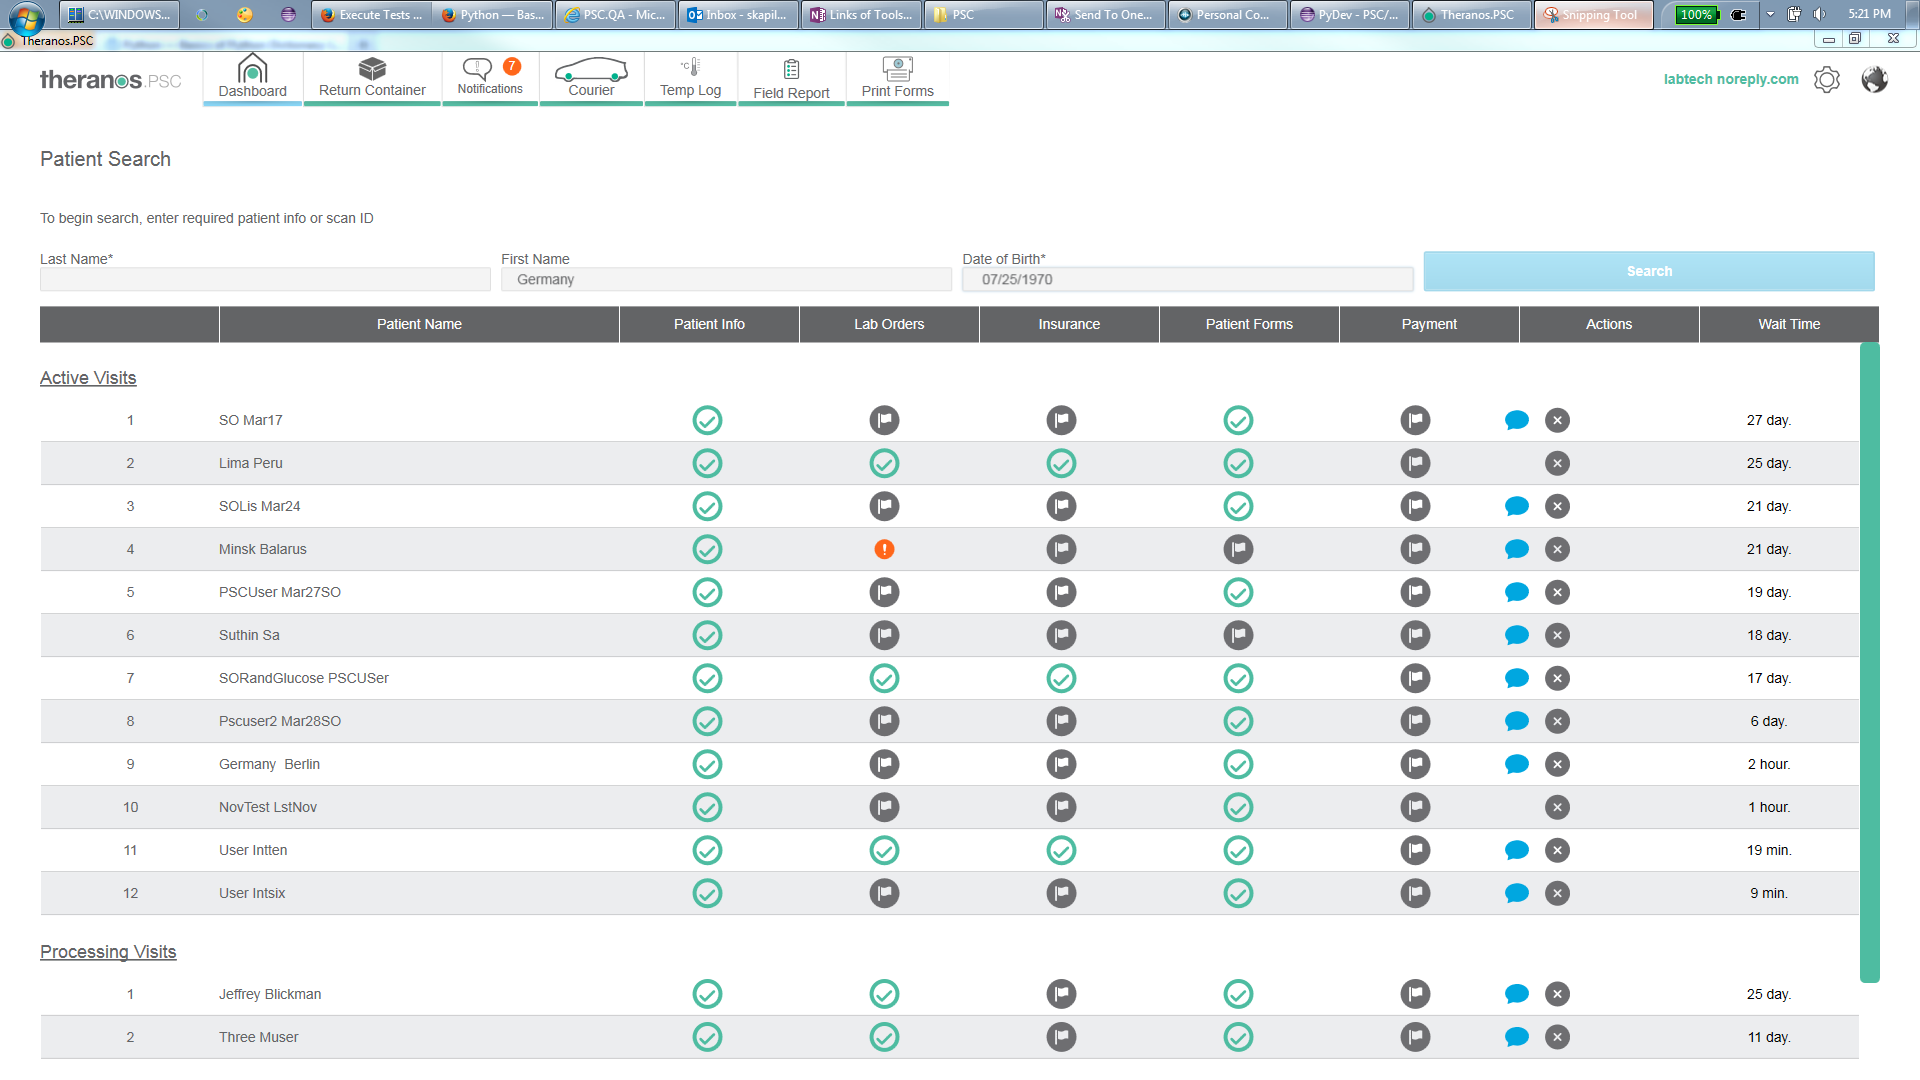 C:\WINDOWS...
Execute Tests ...
Python — Bas...
PSC.QA - Mic...
Inbox - skapil...
Links of Tools...
PSC
Send To One...
Personal Co...
PyDev - PSC/...
Theranos.PSC
Snipping Tool
100%
5:21 PM
Theranos.PSC
theranos.PSC
Dashboard
Return Container
7
Notifications
Courier
°C
Temp Log
Field Report
Print Forms
labtech noreply.com
Patient Search
To begin search, enter required patient info or scan ID
Last Name*
First Name
Date of Birth*
Germany
07/25/1970
Search
Patient Name Patient Info Lab Orders Insurance Patient Forms Payment Actions Wait Time
Active Visits
1 SO Mar17 27 day.
2 Lima Peru 25 day.
3 SOLis Mar24 21 day.
4 Minsk Balarus ! 21 day.
5 PSCUser Mar27SO 19 day.
6 Suthin Sa 18 day.
7 SORandGlucose PSCUSer 17 day.
8 Pscuser2 Mar28SO 6 day.
9 Germany Berlin 2 hour.
10 NovTest LstNov 1 hour.
11 User Intten 19 min.
12 User Intsix 9 min.
Processing Visits
1 Jeffrey Blickman 25 day.
2 Three Muser 11 day.